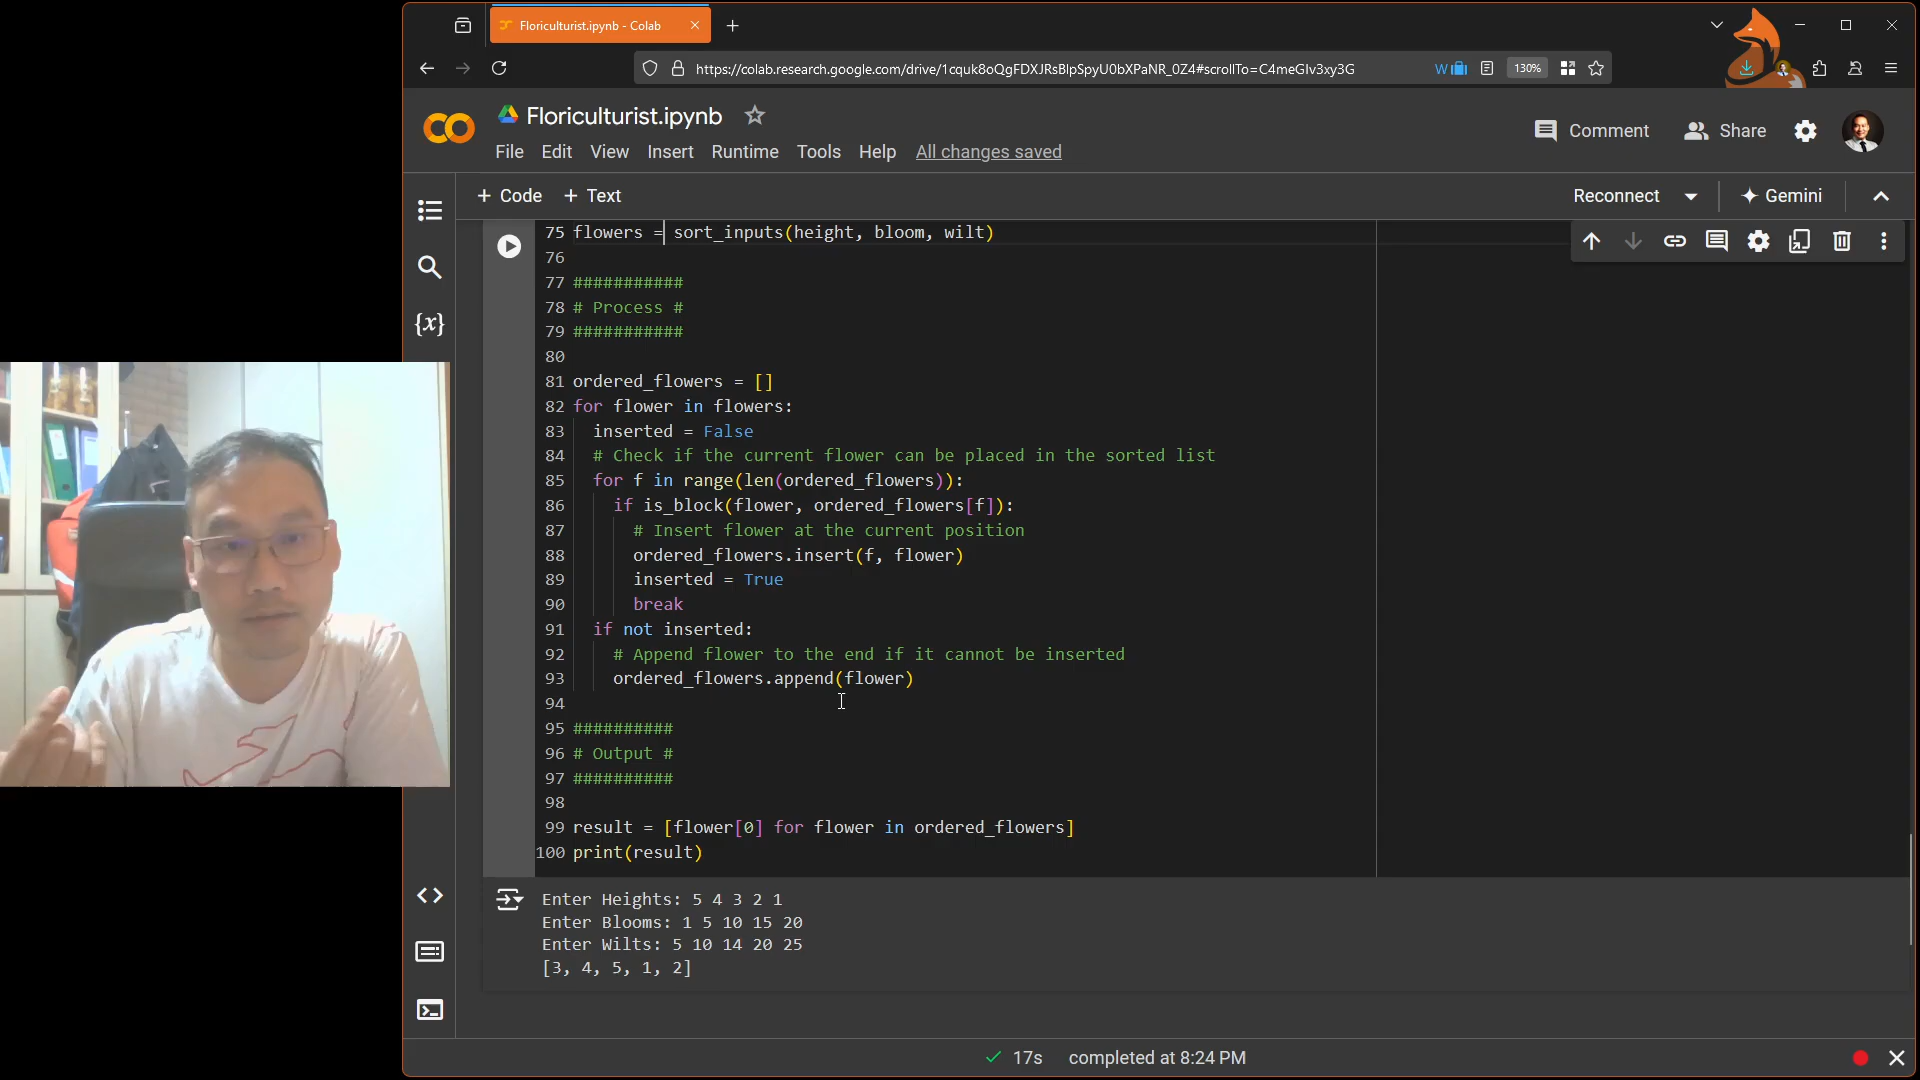 Floriculturist.ipynb - Colab
https://colab.research.google.com/drive/1cquk8oQgFDXJRsBlpSpyU0bXPaNR_0Z4#scrollTo=C4meGIv3xy3G
130%
Floriculturist.ipynb
Comment
Share
File Edit View Insert Runtime Tools Help All changes saved
+ Code + Text
Reconnect
Gemini
75 flowers = sort_inputs(height, bloom, wilt)
76
77 ###########
78 # Process #
79 ###########
80
81 ordered_flowers = []
82 for flower in flowers:
83 inserted = False
84 # Check if the current flower can be placed in the sorted list
85 for f in range(len(ordered_flowers)):
86 if is_block(flower, ordered_flowers[f]):
87 # Insert flower at the current position
88 ordered_flowers.insert(f, flower)
89 inserted = True
90 break
91 if not inserted:
92 # Append flower to the end if it cannot be inserted
93 ordered_flowers.append(flower)
94
95 ##########
96 # Output #
97 ##########
98
99 result = [flower[0] for flower in ordered_flowers]
100 print(result)
Enter Heights: 5 4 3 2 1
Enter Blooms: 1 5 10 15 20
Enter Wilts: 5 10 14 20 25
[3, 4, 5, 1, 2]
17s completed at 8:24 PM